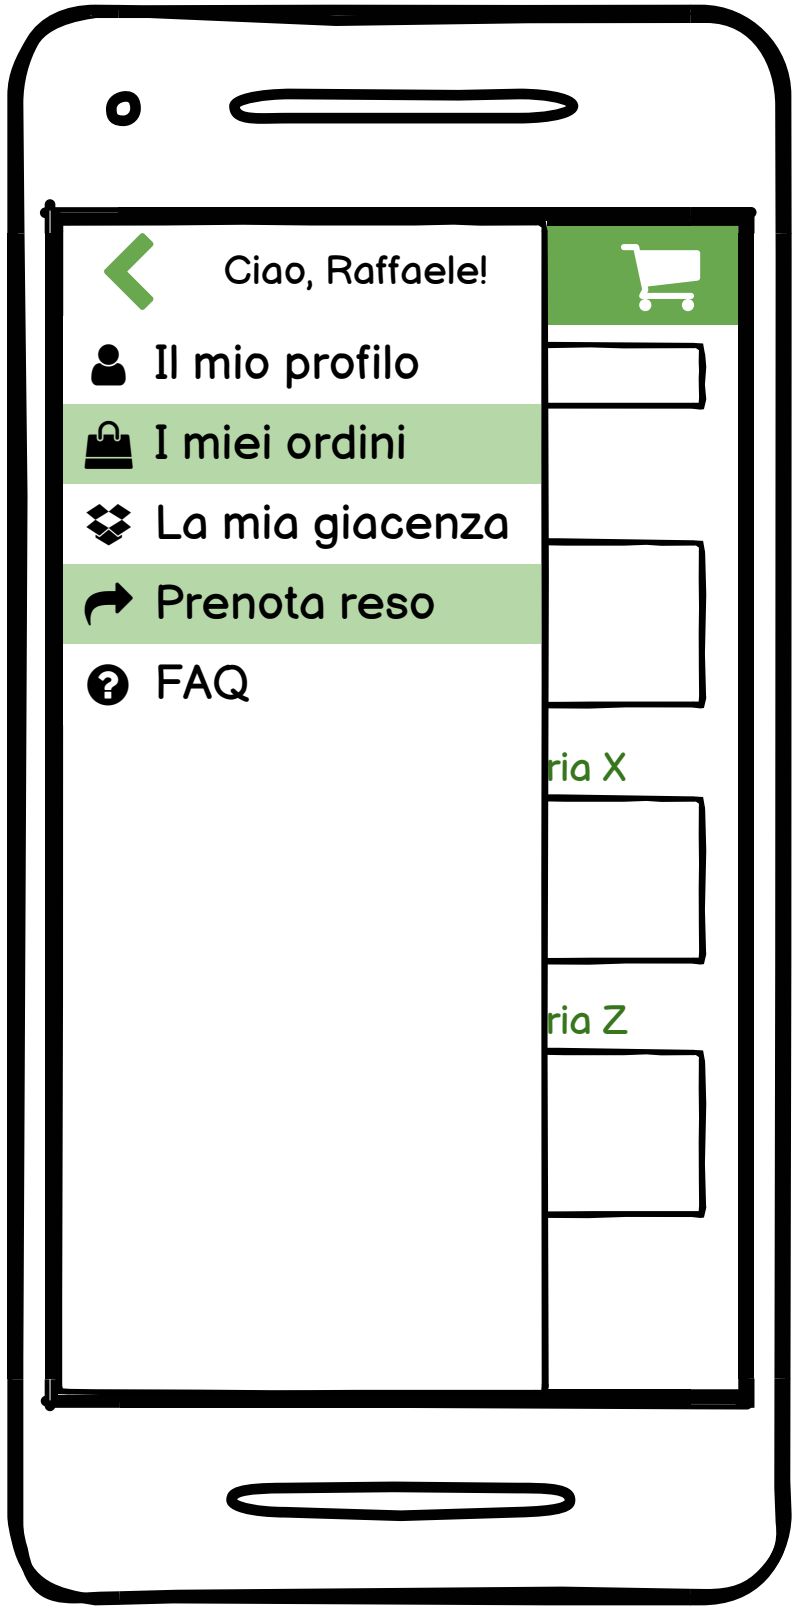 Ciao, Raffaele!
Il mio profilo
I miei ordini
La mia giacenza
Prenota reso
FAQ
ria X
ria Z